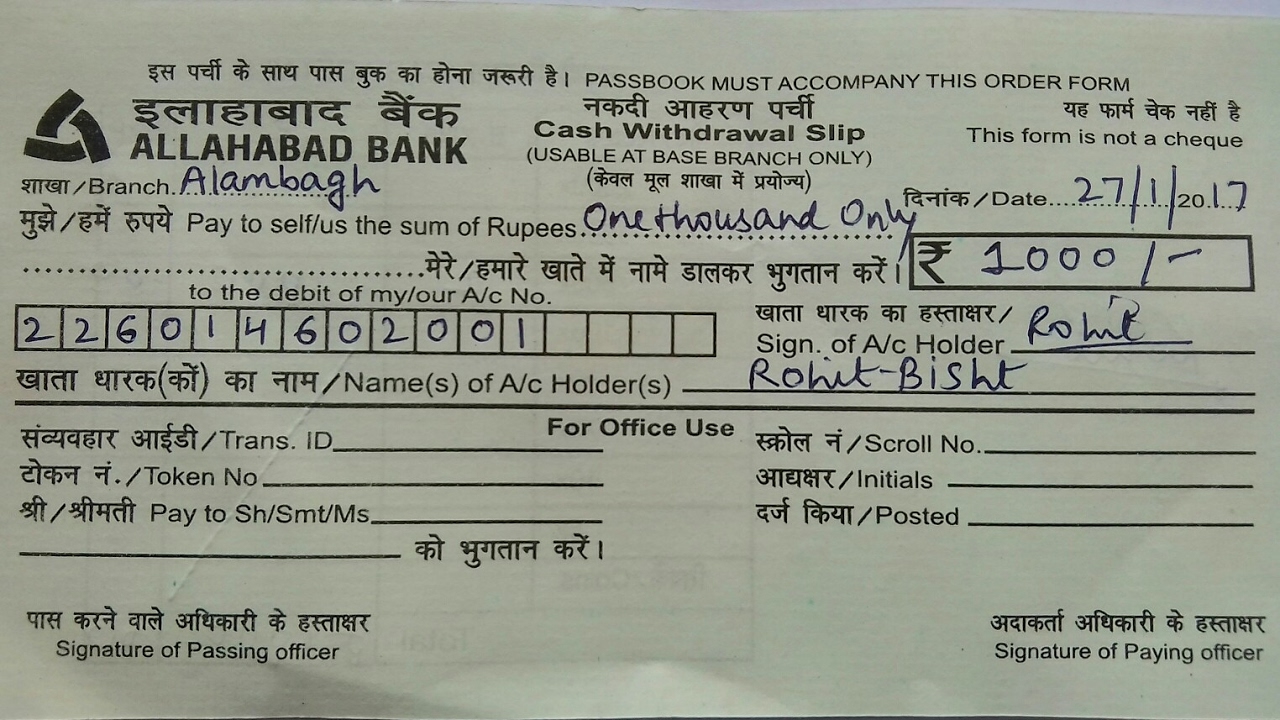 इस पर्ची के साथ पास बुक का होना जरूरी है। PASSBOOK MUST ACCOMPANY THIS ORDER FORM
इलाहाबाद बैंक नकदी आहरण पर्ची यह फार्म चेक नहीं है
ALLAHABAD BANK Cash Withdrawal Slip This form is not a cheque
(USABLE AT BASE BRANCH ONLY)
शाखा/Branch. Alambagh (केवल मूल शाखा में प्रयोज्य) दिनांक/Date....27/1/2017
मुझे/हमें रुपये Pay to self/us the sum of Rupees. One thousand Only
मेरे/हमारे खाते में नामे डालकर भुगतान करें। ₹ 1000/-
to the debit of my/our A/c No.
226014602001 खाता धारक का हस्ताक्षर/
Sign. of A/c Holder Rohit
खाता धारक(कों) का नाम/Name(s) of A/c Holder(s) Rohit-Bisht
For Office Use
संव्यवहार आईडी/Trans. ID स्क्रोल नं/Scroll No.
टोकन नं./Token No आद्यक्षर/Initials
श्री/श्रीमती Pay to Sh/Smt/Ms दर्ज किया/Posted
को भुगतान करें।
पास करने वाले अधिकारी के हस्ताक्षर अदाकर्ता अधिकारी के हस्ताक्षर
Signature of Passing officer Signature of Paying officer